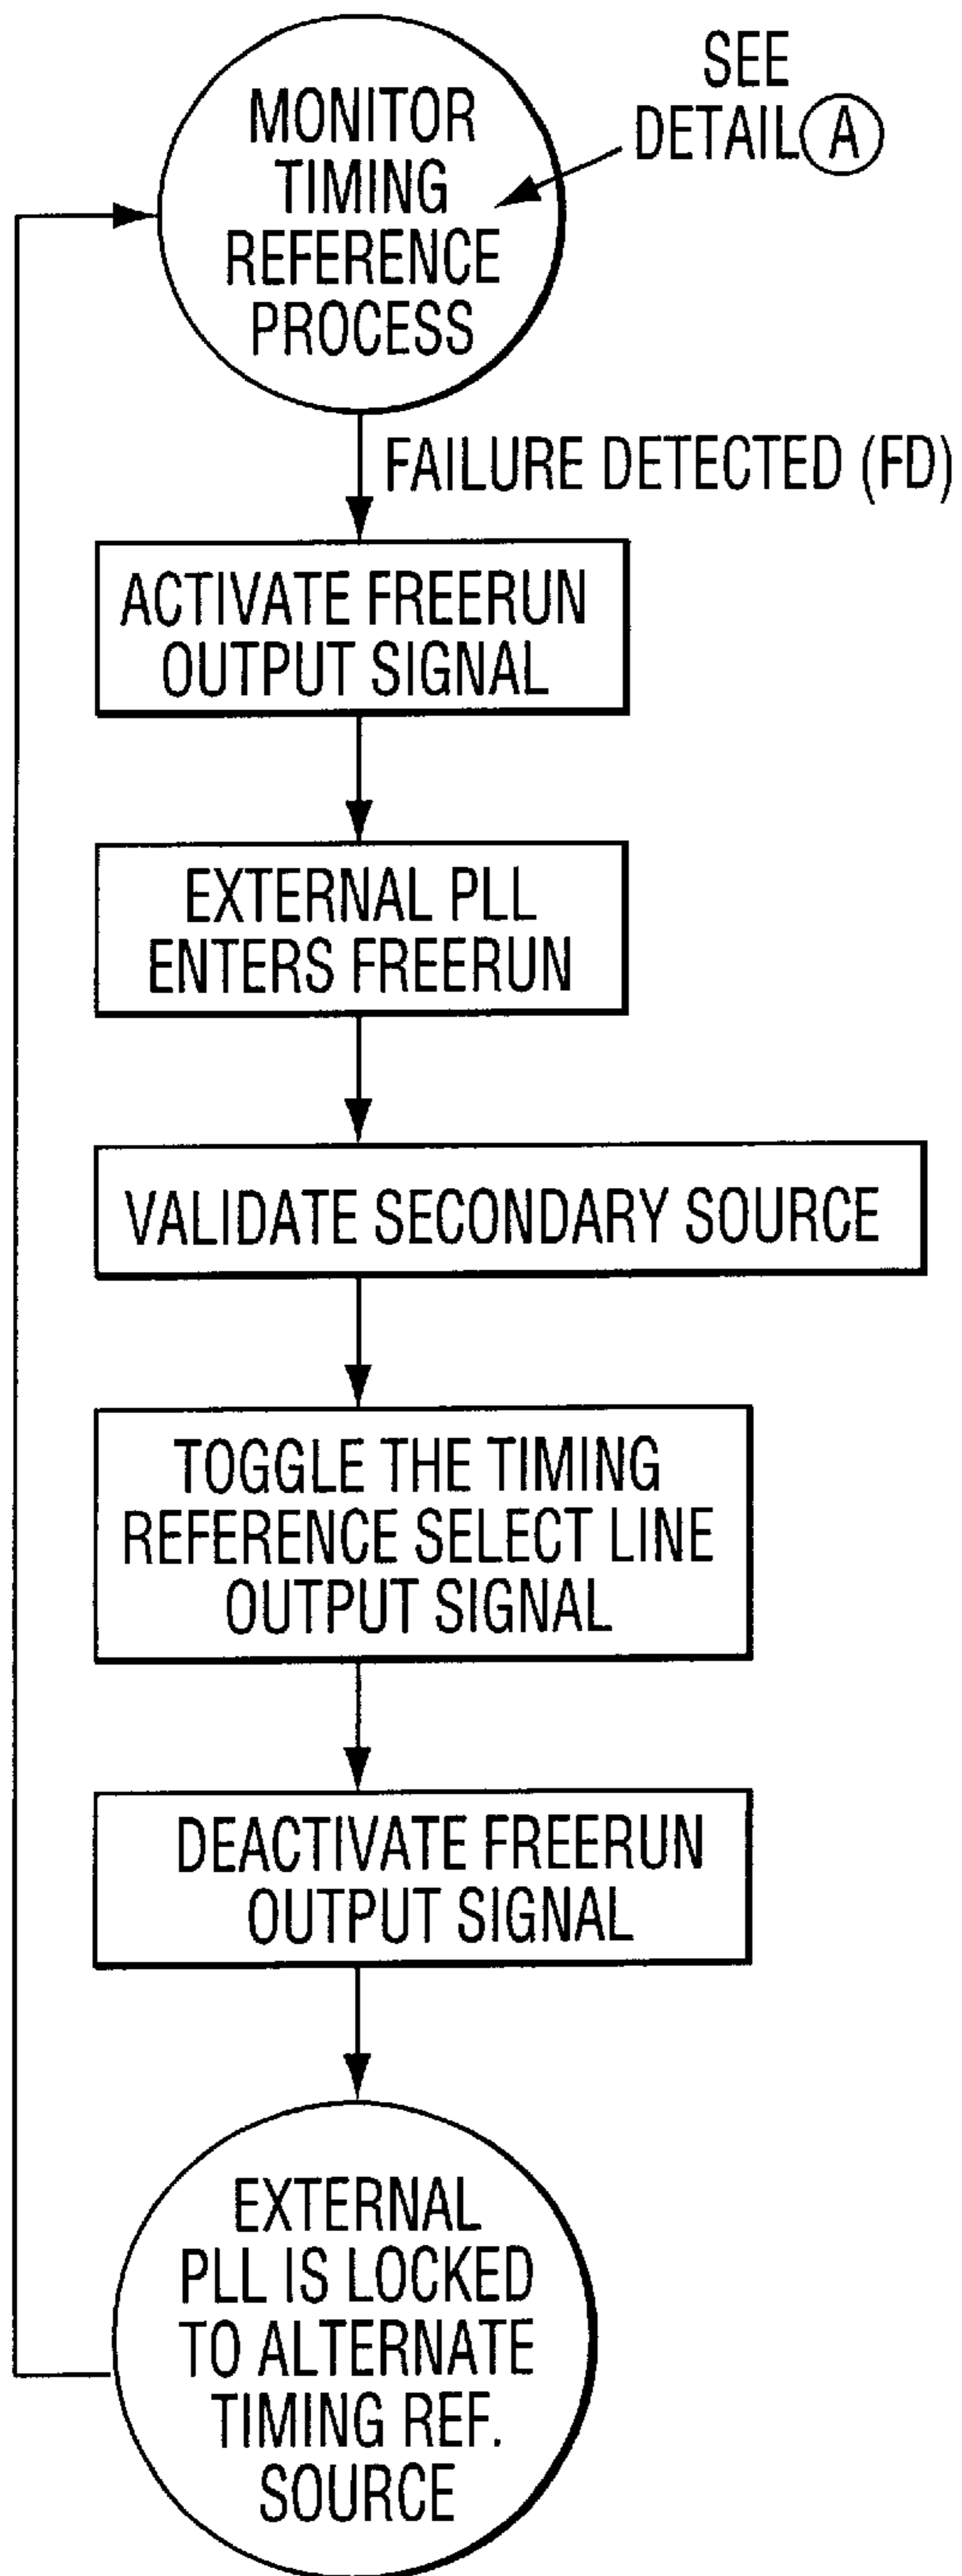 MONITOR
TIMING
REFERENCE
PROCESS
SEE
DETAIL A
FAILURE DETECTED (FD)
ACTIVATE FREERUN
OUTPUT SIGNAL
EXTERNAL PLL
ENTERS FREERUN
VALIDATE SECONDARY SOURCE
TOGGLE THE TIMING
REFERENCE SELECT LINE
OUTPUT SIGNAL
DEACTIVATE FREERUN
OUTPUT SIGNAL
EXTERNAL
PLL IS LOCKED
TO ALTERNATE
TIMING REF.
SOURCE